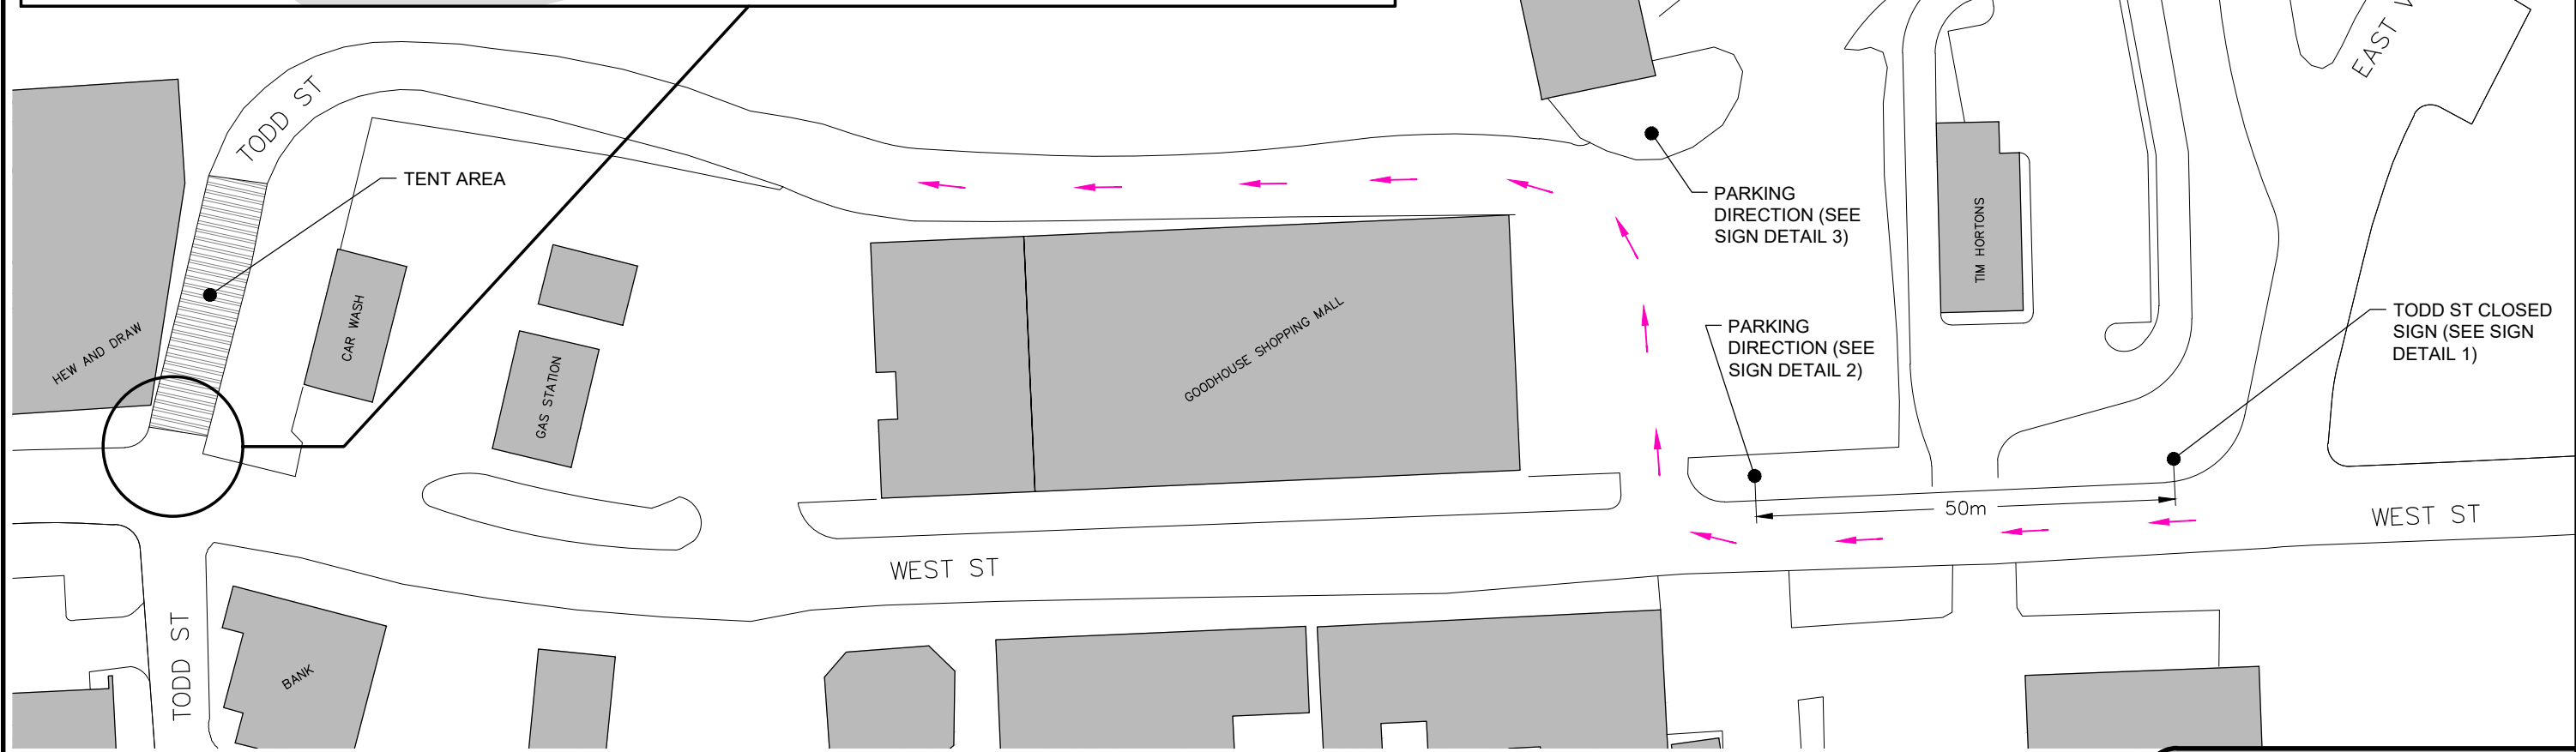 EAST
TODD ST
TENT AREA
PARKING
DIRECTION (SEE
SIGN DETAIL 3)
TIM HORTONS
HEW AND DRAW
CAR WASH
GAS STATION
GOODHOUSE SHOPPING MALL
PARKING
DIRECTION (SEE
SIGN DETAIL 2)
TODD ST CLOSED
SIGN (SEE SIGN
DETAIL 1)
50m
WEST ST
WEST ST
TODD ST
BANK